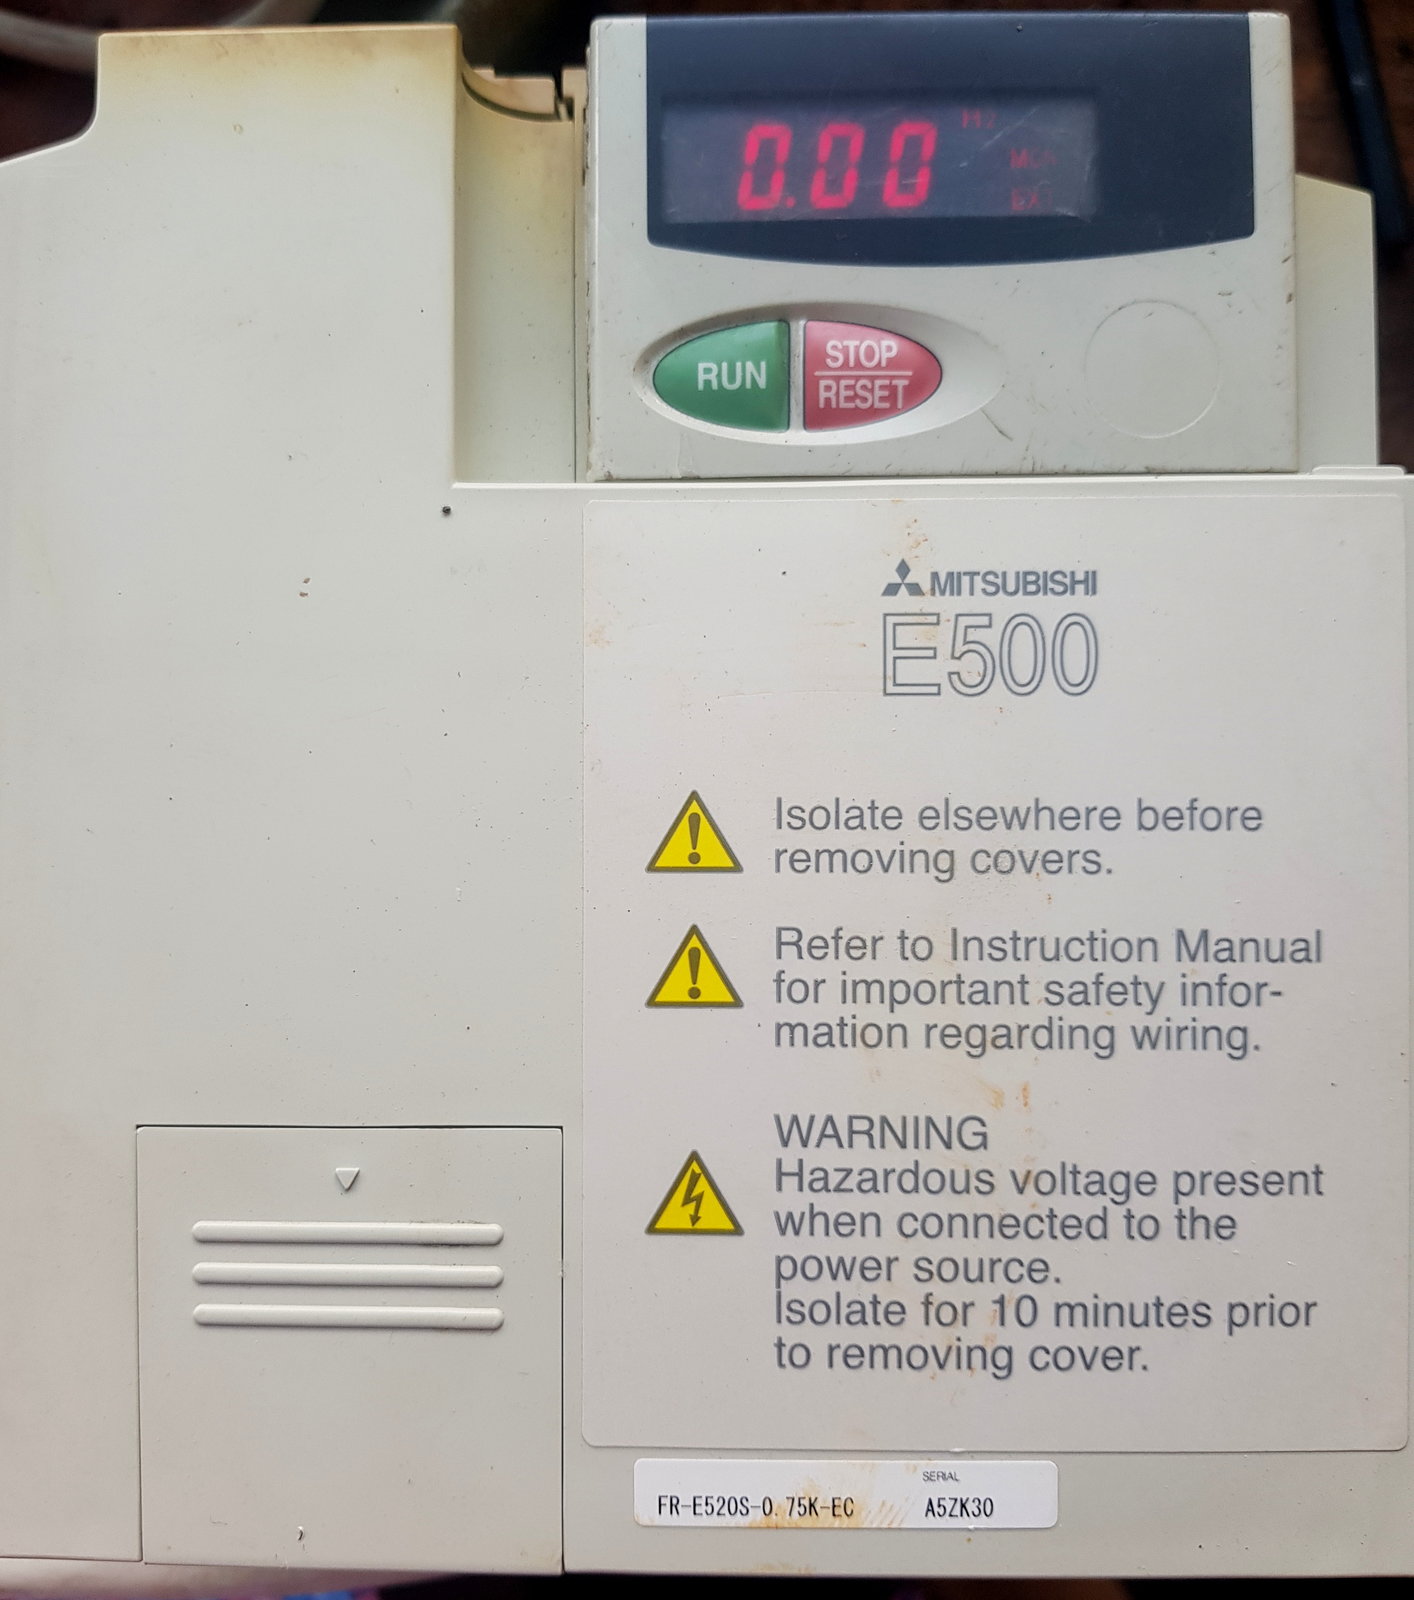 0.00
Hz
MON
EXT
RUN
STOP
RESET
MITSUBISHI
E500
Isolate elsewhere before
removing covers.
Refer to Instruction Manual
for important safety infor-
mation regarding wiring.
WARNING
Hazardous voltage present
when connected to the
power source.
Isolate for 10 minutes prior
to removing cover.
SERIAL
FR-E520S-0.75K-EC A5ZK30